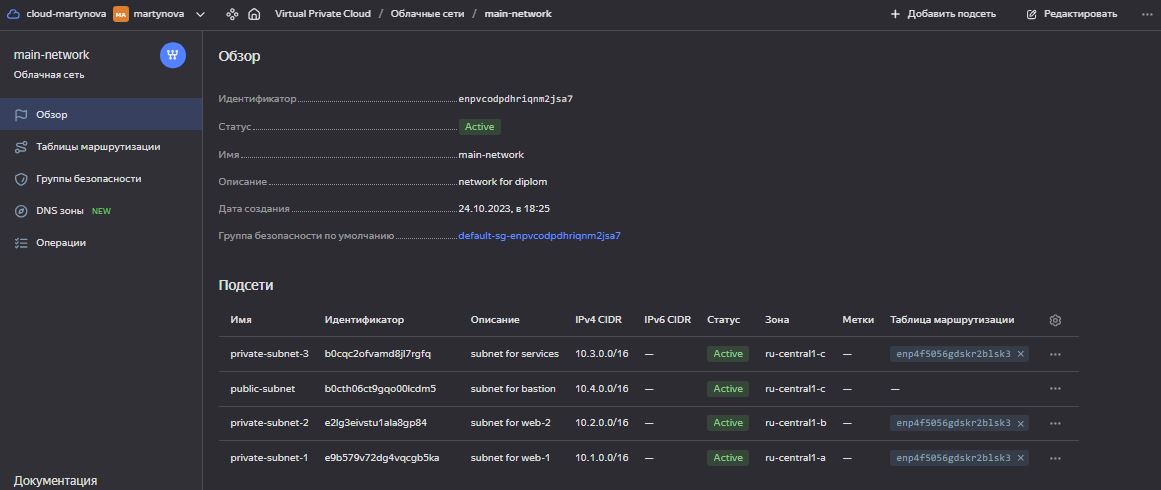 cloud-martynova МА martynova Virtual Private Cloud / Облачные сети / main-network Добавить подсеть Редактировать ···
main-network
Облачная сеть
Обзор
Таблицы маршрутизации
Группы безопасности
DNS зоны NEW
Операции
Документация
Обзор
Идентификатор enpvcodpdhriqnm2jsa7
Статус Active
Имя main-network
Описание network for diplom
Дата создания 24.10.2023, в 18:25
Группа безопасности по умолчанию default-sg-enpvcodpdhriqnm2jsa7
Подсети
Имя Идентификатор Описание IPv4 CIDR IPv6 CIDR Статус Зона Метки Таблица маршрутизации
private-subnet-3 b0cqc2ofvamd8jl7rgfq subnet for services 10.3.0.0/16 — Active ru-central1-c — enp4f5056gdskr2blsk3 × ···
public-subnet b0cth06ct9gqo00lcdm5 subnet for bastion 10.4.0.0/16 — Active ru-central1-c — — ···
private-subnet-2 e2lg3eivstu1ala8gp84 subnet for web-2 10.2.0.0/16 — Active ru-central1-b — enp4f5056gdskr2blsk3 × ···
private-subnet-1 e9b579v72dg4vqcgb5ka subnet for web-1 10.1.0.0/16 — Active ru-central1-a — enp4f5056gdskr2blsk3 × ···